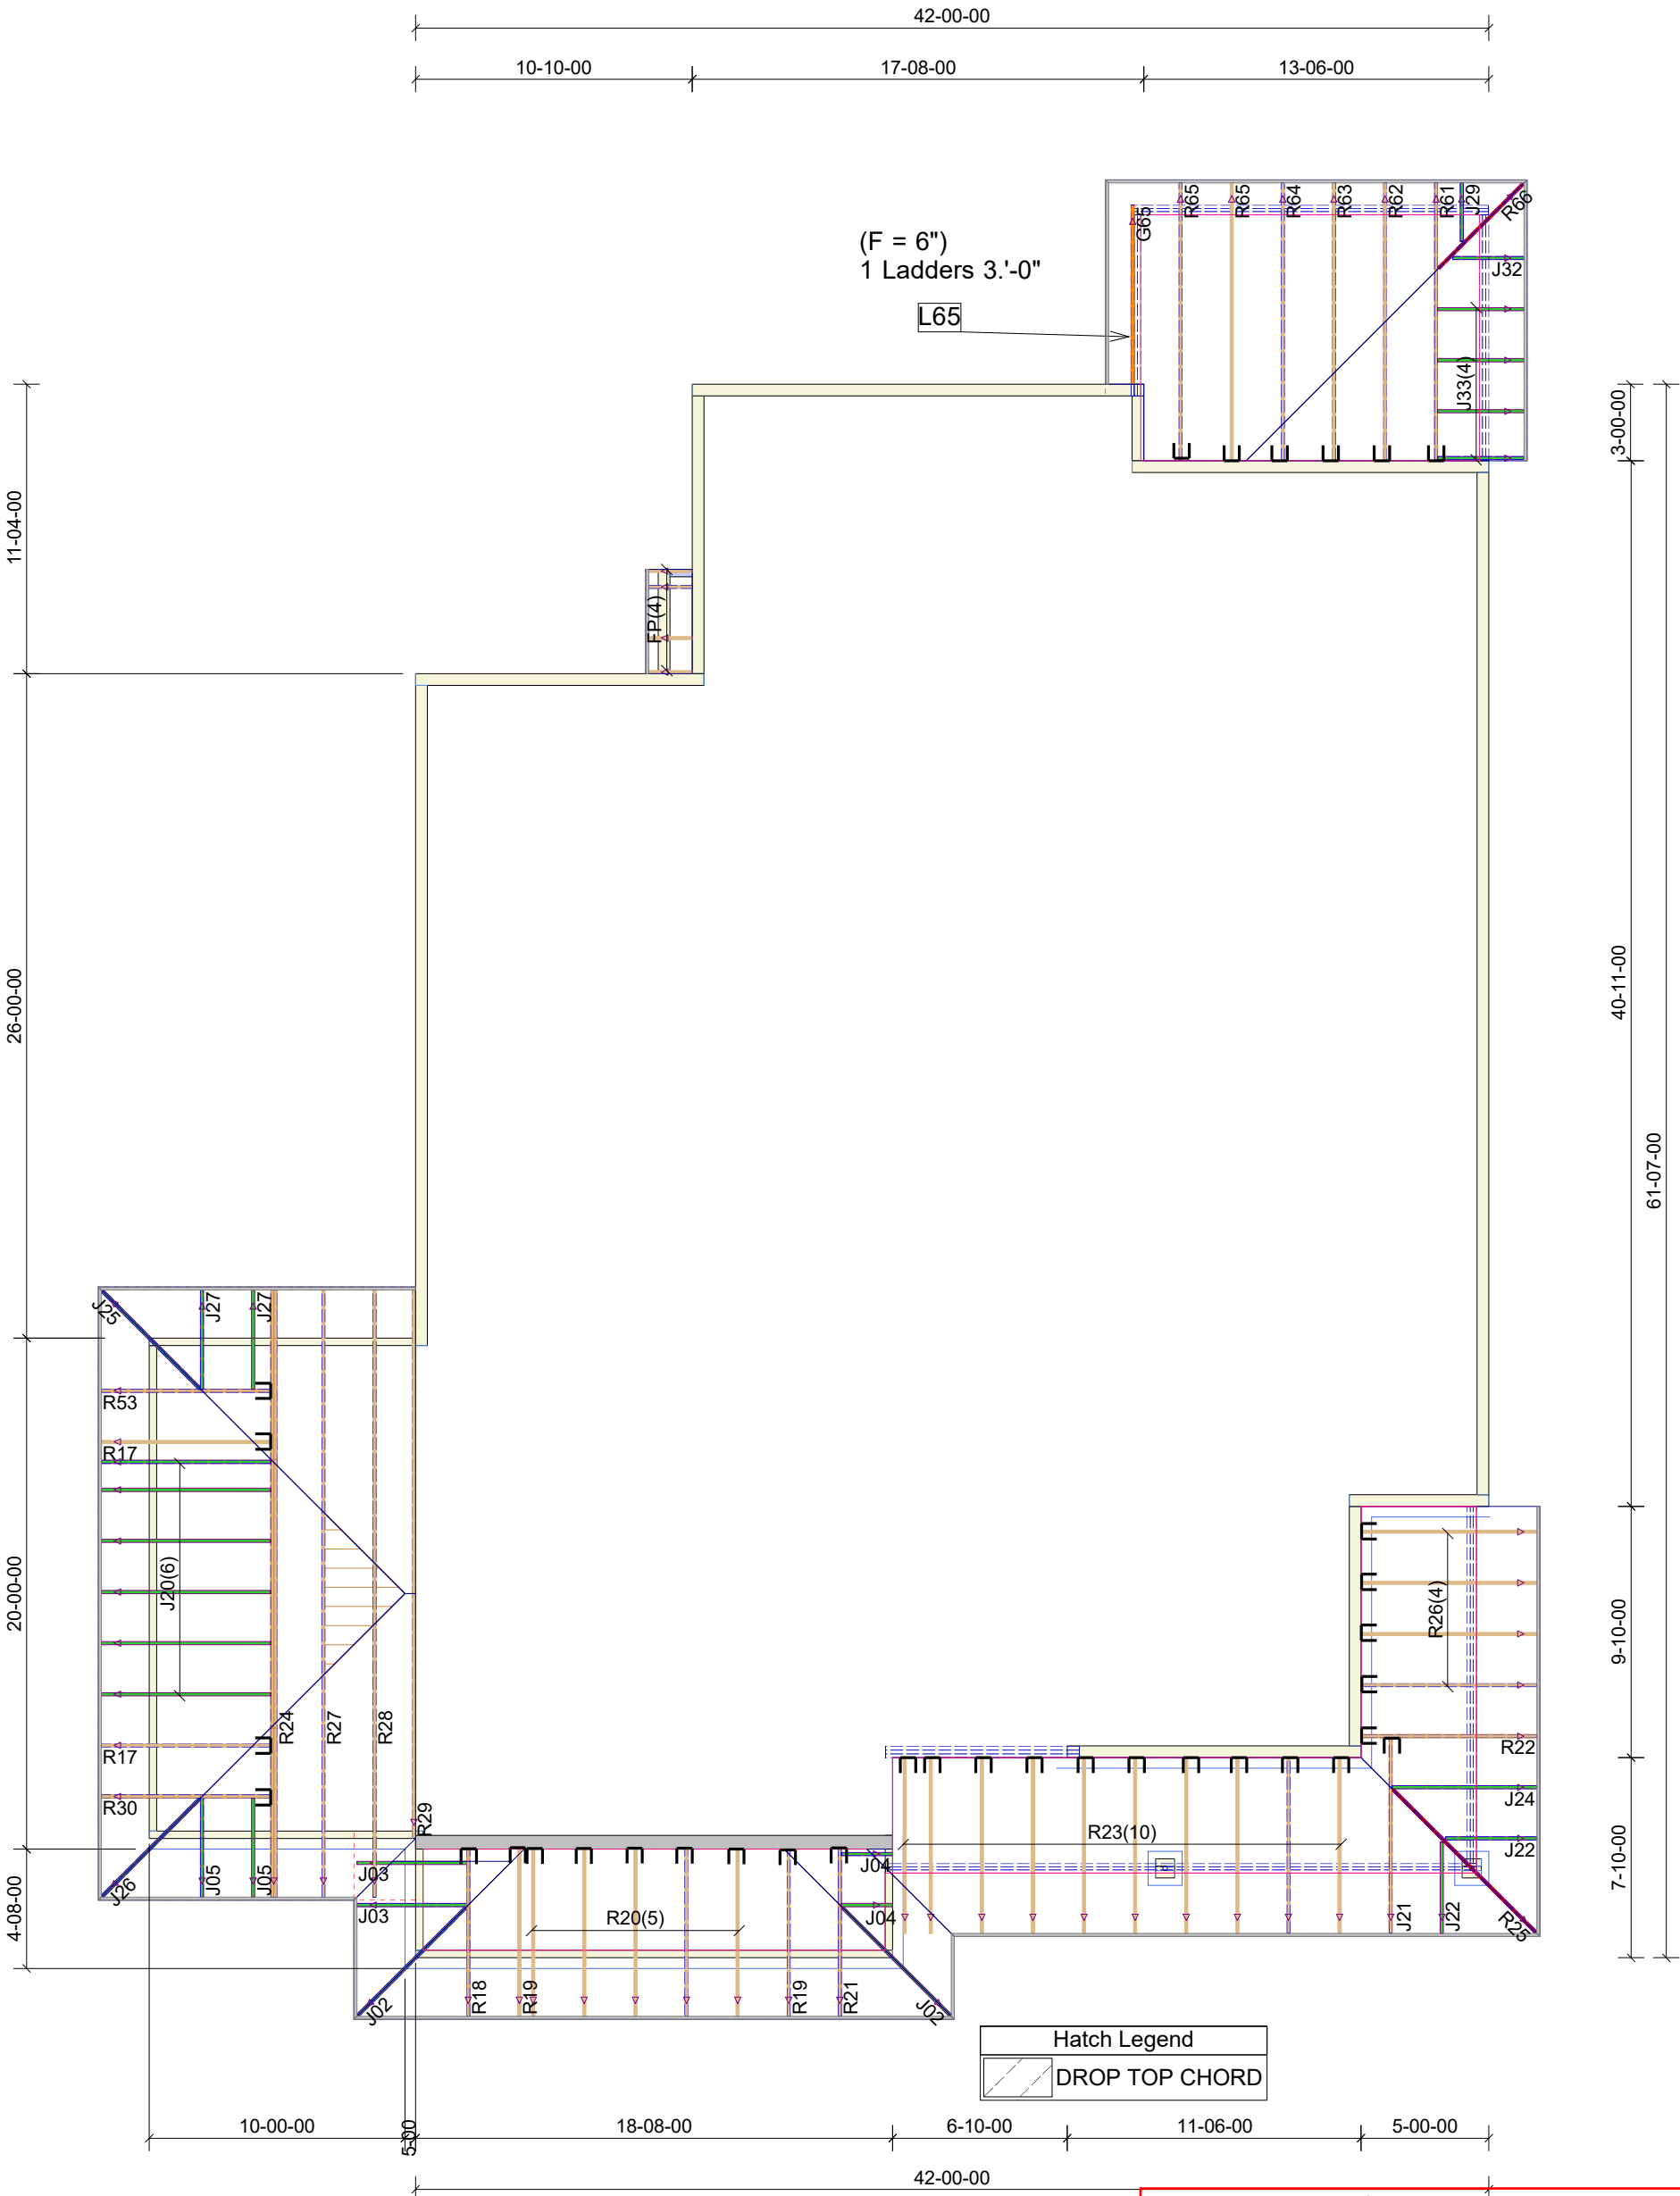 42-00-00
10-10-00
17-08-00
13-06-00
R65
R65
R64
R63
R62
R61
J29
R66
G65
(F = 6")
1 Ladders 3.'-0"
L65
J32
J33(4)
3-00-00
11-04-00
FP(4)
26-00-00
40-11-00
61-07-00
J25
J27
J27
R53
R17
J20(6)
20-00-00
R24
R27
R28
R17
R30
J26
J05
J05
R29
R26(4)
9-10-00
R22
J24
J22
R23(10)
J03
J04
J03
J04
R20(5)
J21
J22
R25
7-10-00
4-08-00
J02
R18
R19
R19
R21
J02
Hatch Legend
DROP TOP CHORD
10-00-00
5-00
18-08-00
6-10-00
11-06-00
5-00-00
42-00-00